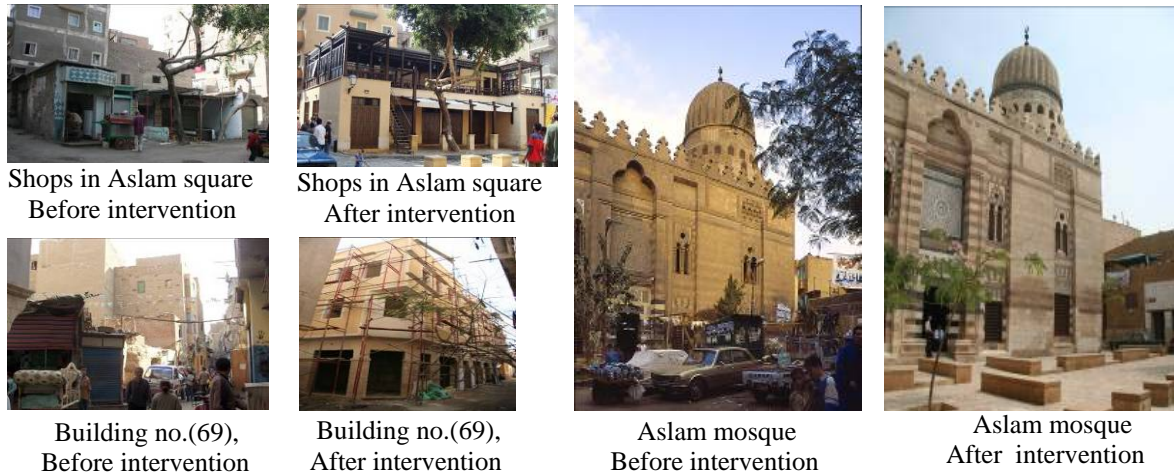 Shops in Aslam square
Before intervention
Shops in Aslam square
After intervention
Building no.(69),
Before intervention
Building no.(69),
After intervention
Aslam mosque
Before intervention
Aslam mosque
After intervention